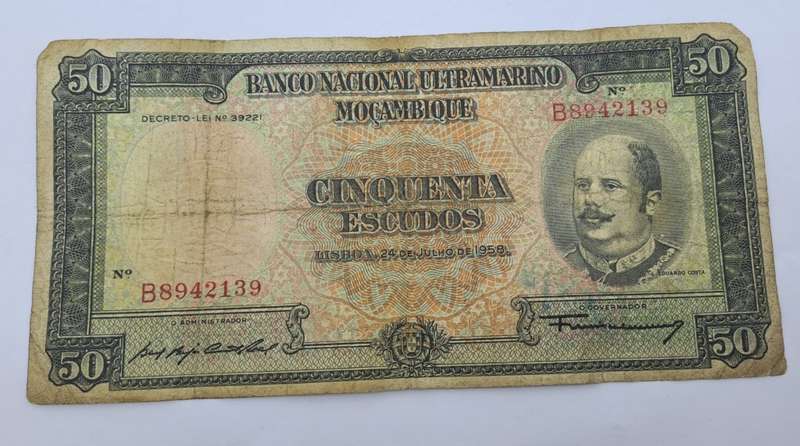 50
50
BANCO NACIONAL ULTRAMARINO
MOÇAMBIQUE
DECRETO-LEI Nº 39221
Nº
B8942139
CINQUENTA
ESCUDOS
LISBOA, 24 DE JULHO DE 1958.
EDUARDO COSTA
Nº
B8942139
O ADMINISTRADOR
O GOVERNADOR
50
50